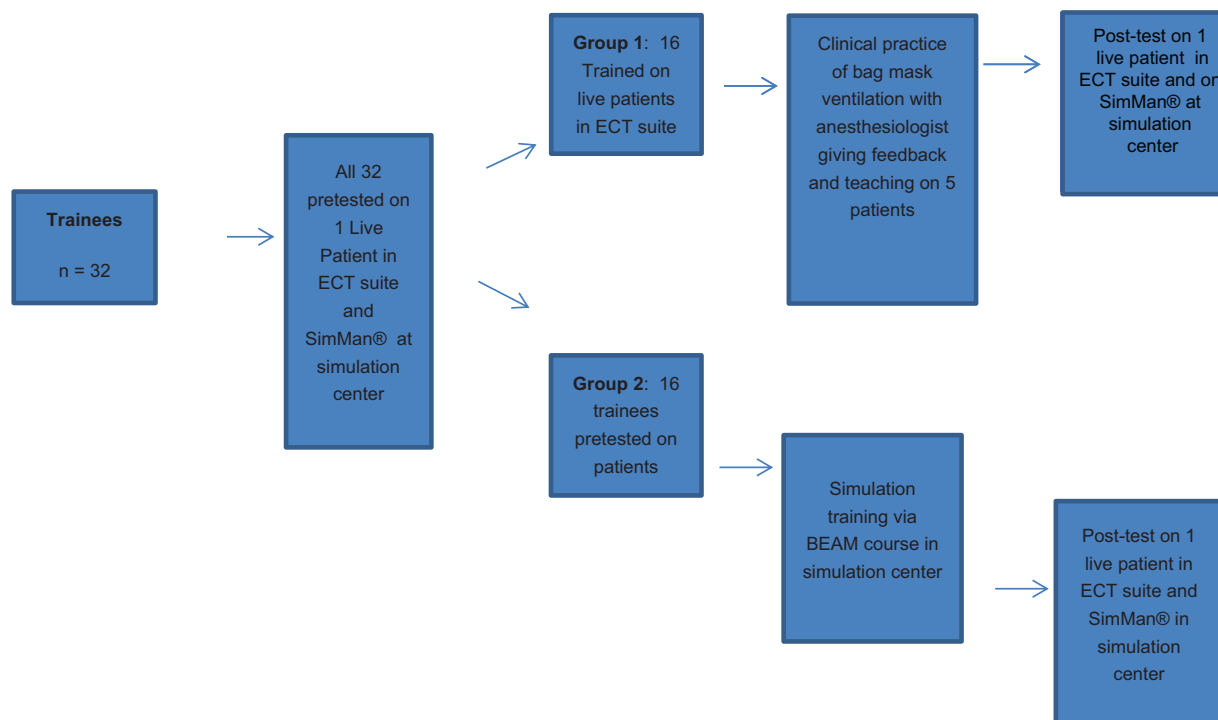 Trainees
n = 32
All 32
pretested on
1 Live
Patient in
ECT suite
and
SimMan® at
simulation
center
Group 1: 16
Trained on
live patients
in ECT suite
Clinical practice
of bag mask
ventilation with
anesthesiologist
giving feedback
and teaching on 5
patients
Post-test on 1
live patient in
ECT suite and on
SimMan® at
simulation
center
Group 2: 16
trainees
pretested on
patients
Simulation
training via
BEAM course in
simulation center
Post-test on 1
live patient in
ECT suite and
SimMan® in
simulation
center